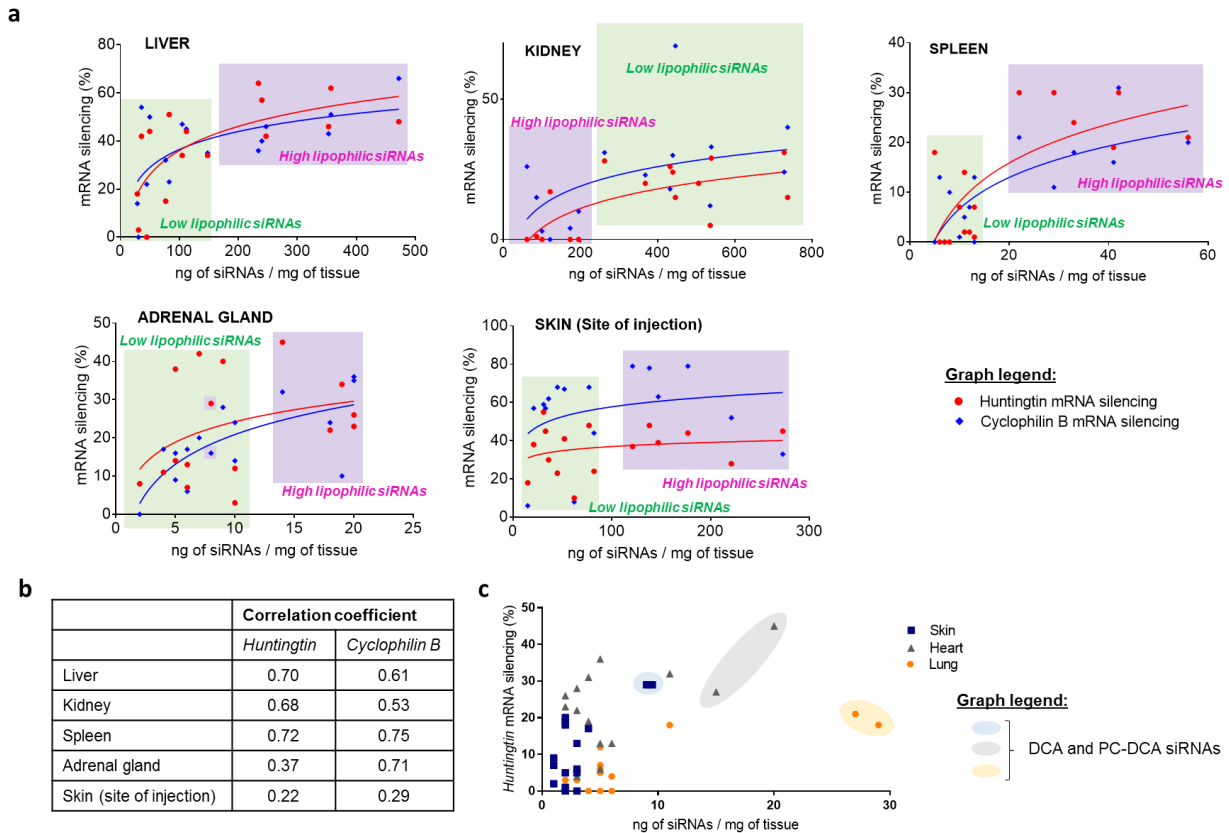 a
LIVER
mRNA silencing (%)
80
60
40
20
0
High lipophilic siRNAs
Low lipophilic siRNAs
0 100 200 300 400 500
ng of siRNAs / mg of tissue
KIDNEY
mRNA silencing (%)
50
0
Low lipophilic siRNAs
High lipophilic siRNAs
0 200 400 600 800
ng of siRNAs / mg of tissue
SPLEEN
mRNA silencing (%)
40
30
20
10
0
High lipophilic siRNAs
Low lipophilic siRNAs
0 20 40 60
ng of siRNAs / mg of tissue
ADRENAL GLAND
mRNA silencing (%)
50
40
30
20
10
0
Low lipophilic siRNAs
High lipophilic siRNAs
0 5 10 15 20 25
ng of siRNAs / mg of tissue
SKIN (Site of injection)
mRNA silencing (%)
100
80
60
40
20
0
High lipophilic siRNAs
Low lipophilic siRNAs
0 100 200 300
ng of siRNAs / mg of tissue
Graph legend:
Huntingtin mRNA silencing
Cyclophilin B mRNA silencing
b
Correlation coefficient
Huntingtin Cyclophilin B
Liver 0.70 0.61
Kidney 0.68 0.53
Spleen 0.72 0.75
Adrenal gland 0.37 0.71
Skin (site of injection) 0.22 0.29
c
Huntingtin mRNA silencing (%)
50
40
30
20
10
0
0 10 20 30
ng of siRNAs / mg of tissue
Skin
Heart
Lung
Graph legend:
DCA and PC-DCA siRNAs